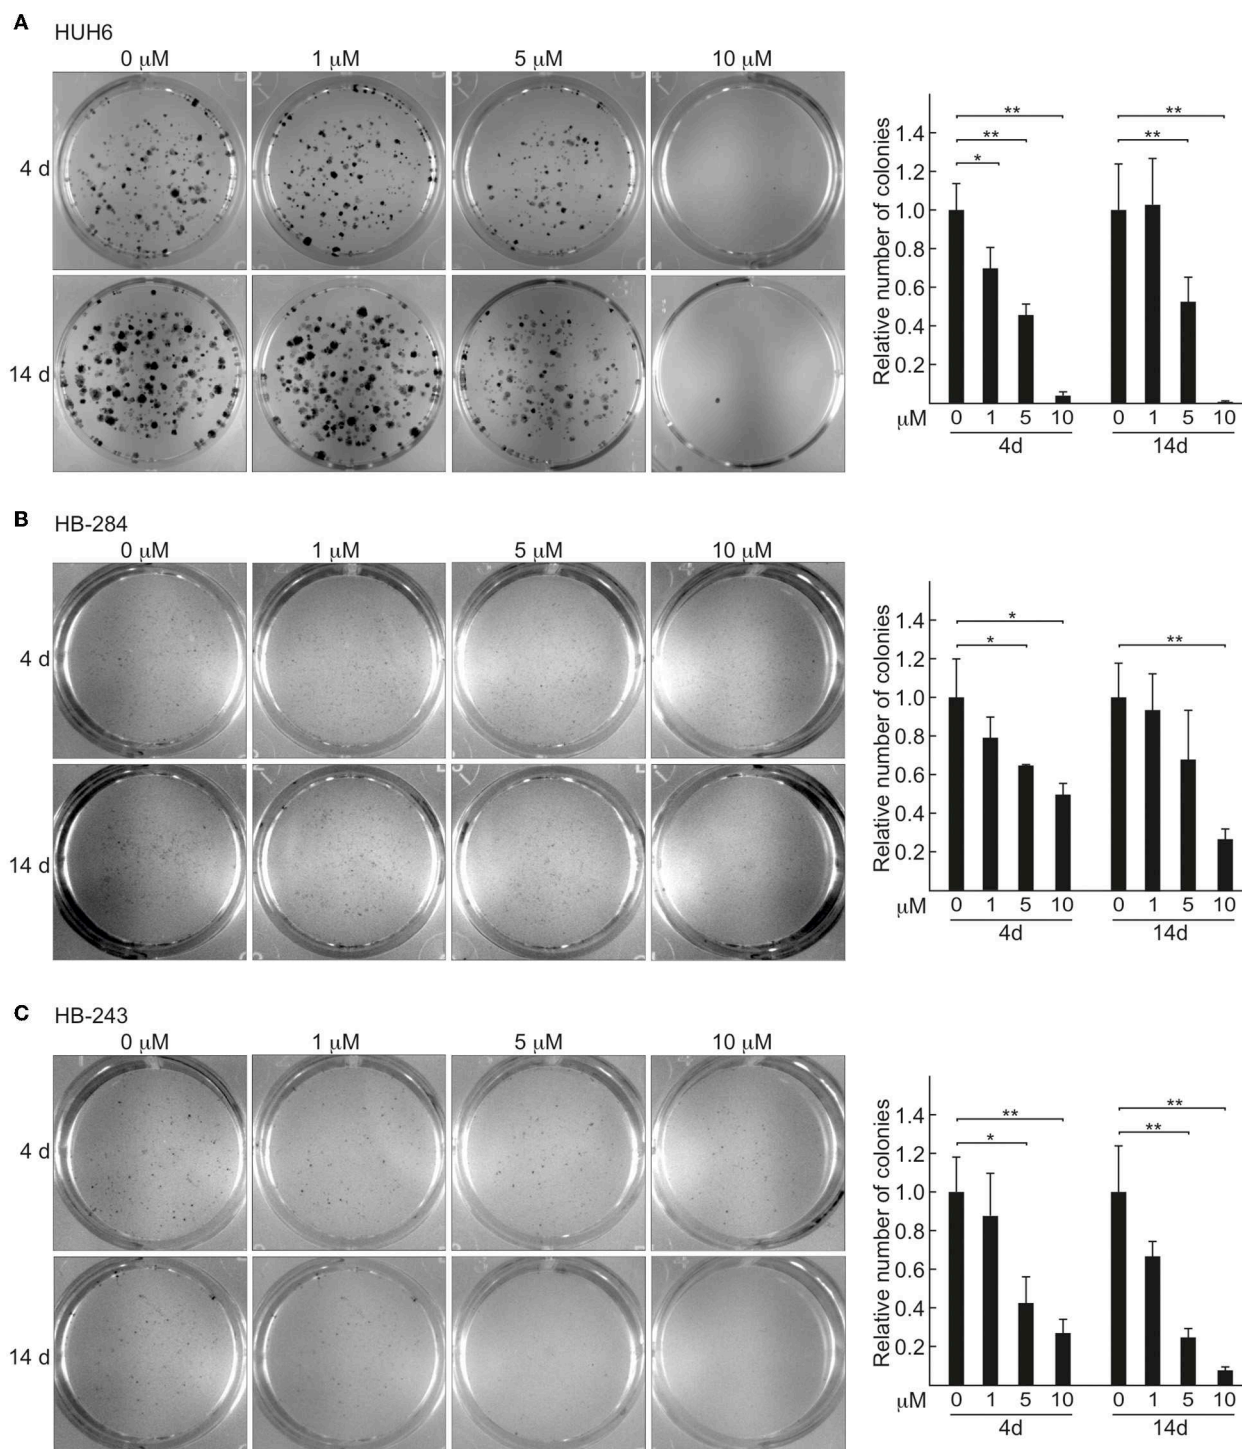 A
HUH6
0 μM 1 μM 5 μM 10 μM
4 d
14 d
Relative number of colonies
1.4
1.2
1.0
0.8
0.6
0.4
0.2
** **
** **
*
μM 0 1 5 10 0 1 5 10
4d 14d
B
HB-284
0 μM 1 μM 5 μM 10 μM
4 d
14 d
Relative number of colonies
1.4
1.2
1.0
0.8
0.6
0.4
0.2
*
* **
μM 0 1 5 10 0 1 5 10
4d 14d
C
HB-243
0 μM 1 μM 5 μM 10 μM
4 d
14 d
Relative number of colonies
1.4
1.2
1.0
0.8
0.6
0.4
0.2
** **
* **
μM 0 1 5 10 0 1 5 10
4d 14d